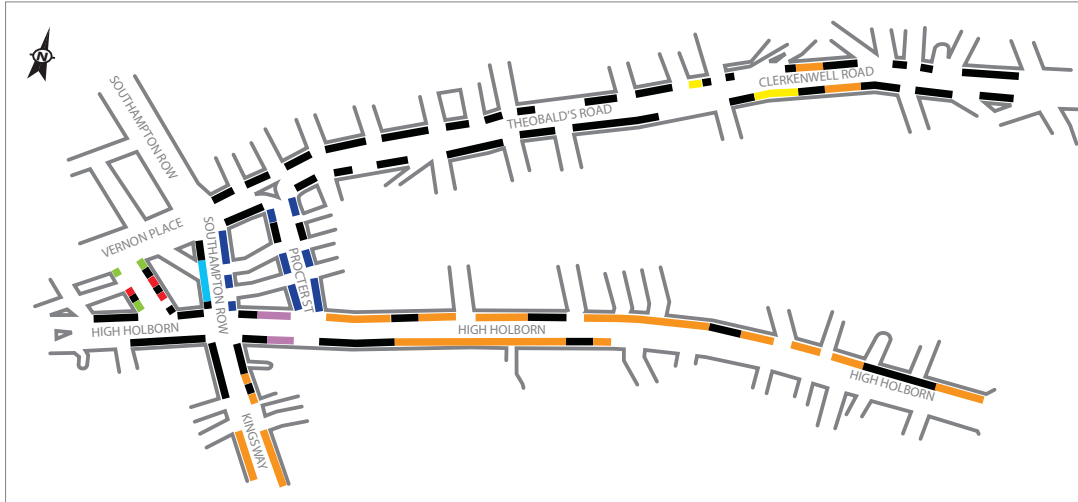 N
SOUTHAMPTON ROW
THEOBALD'S ROAD
CLERKENWELL ROAD
VERNON PLACE
SOUTHAMPTON ROW
PROCTER ST
HIGH HOLBORN
HIGH HOLBORN
HIGH HOLBORN
KINGSWAY